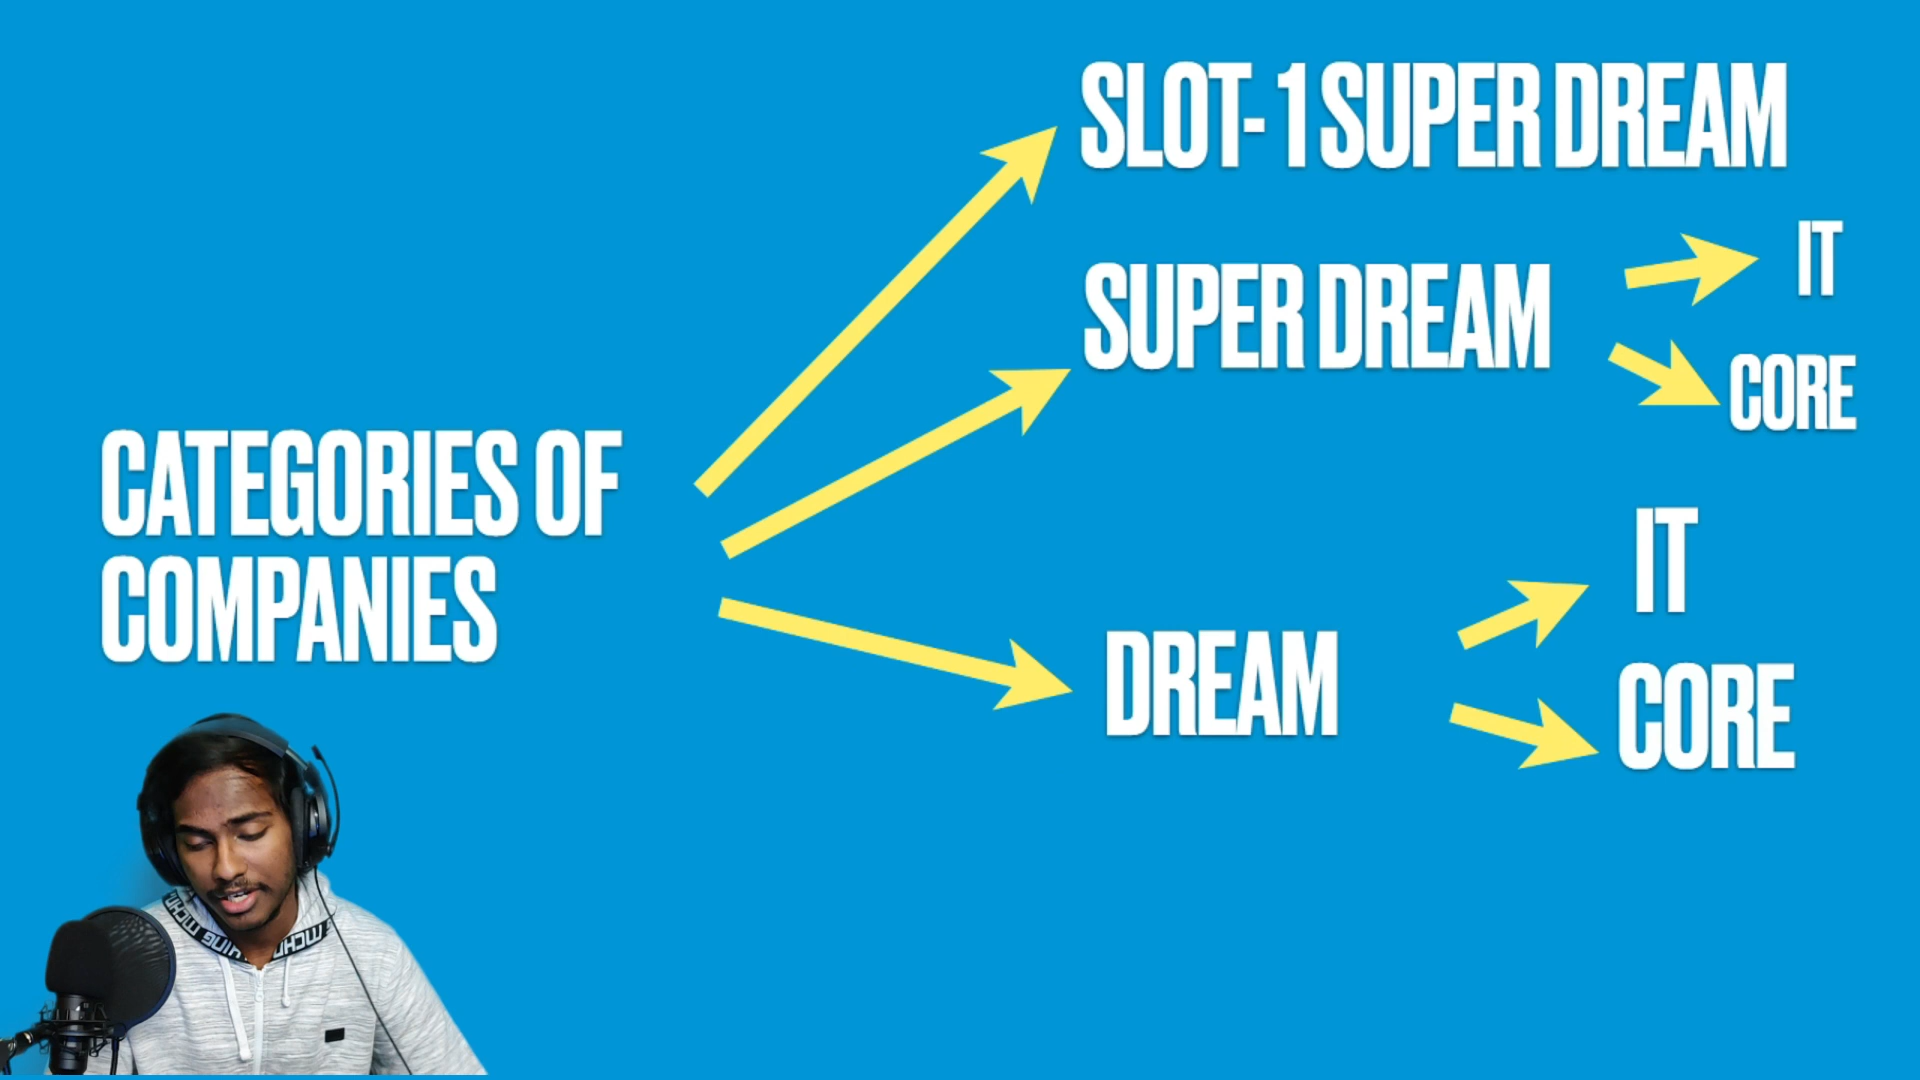 SLOT-1 SUPER DREAM
IT
SUPER DREAM
CORE
CATEGORIES OF
COMPANIES
IT
DREAM
CORE